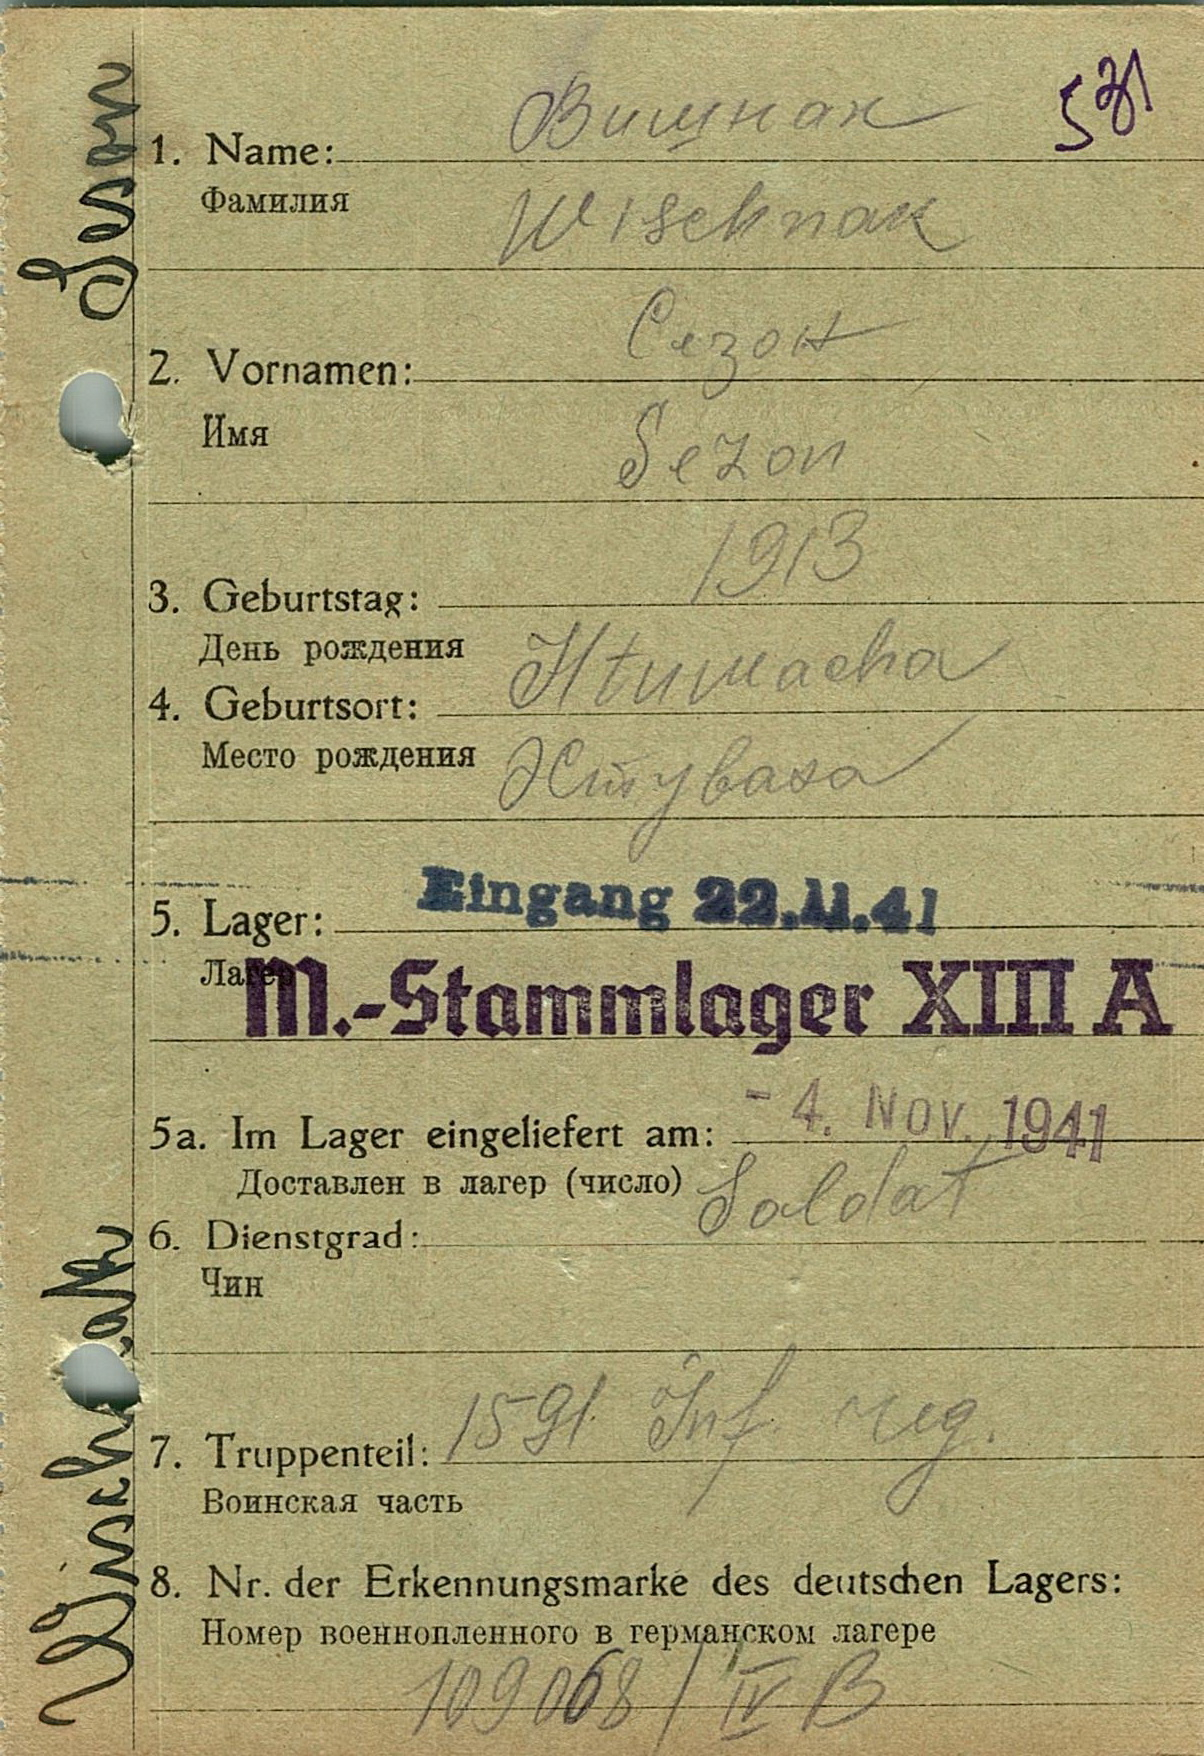 1. Name: Вишнак
Фамилия
Wischnak
2. Vornamen: Сезон
Имя
Sezon
3. Geburtstag: 1913
День рождения
4. Geburtsort:
Место рождения
Eingang 22.11.41
5. Lager:
Лагер
M.-Stammlager XIII A
5a. Im Lager eingeliefert am: - 4. Nov. 1941
Доставлен в лагер (число)
6. Dienstgrad: Soldat
Чин
7. Truppenteil: 1591 Inf. reg.
Воинская часть
8. Nr. der Erkennungsmarke des deutschen Lagers:
Номер военнопленного в германском лагере
109068 / IV B